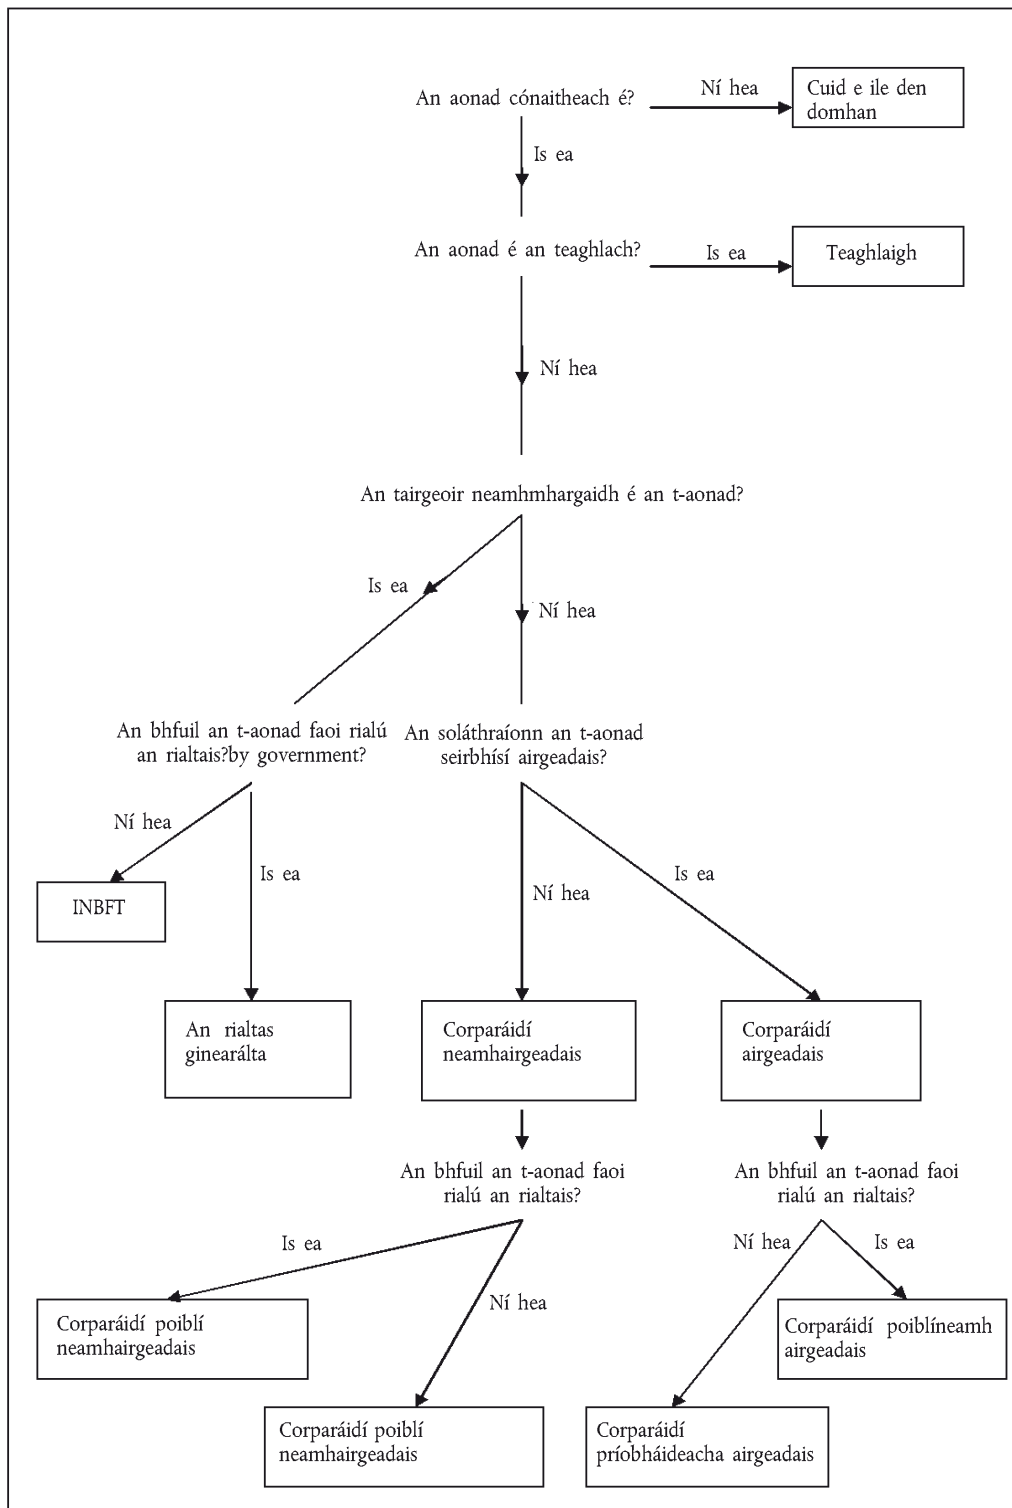 An aonad cónaitheach é?
Ní hea
Cuid e ile den
domhan
Is ea
An aonad é an teaghlach?
Is ea
Teaghlaigh
Ní hea
An tairgeoir neamhmhargaidh é an t-aonad?
Is ea
Ní hea
An bhfuil an t-aonad faoi rialú
an rialtais?by government?
An soláthraíonn an t-aonad
seirbhísí airgeadais?
Ní hea
Is ea
Ní hea
Is ea
INBFT
An rialtas
ginearálta
Corparáidí
neamhairgeadais
Corparáidí
airgeadais
An bhfuil an t-aonad faoi
rialú an rialtais?
An bhfuil an t-aonad faoi
rialú an rialtais?
Is ea
Ní hea
Ní hea
Is ea
Corparáidí poiblí
neamhairgeadais
Corparáidí poiblíneamh
airgeadais
Corparáidí poiblí
neamhairgeadais
Corparáidí
príobháideacha airgeadais